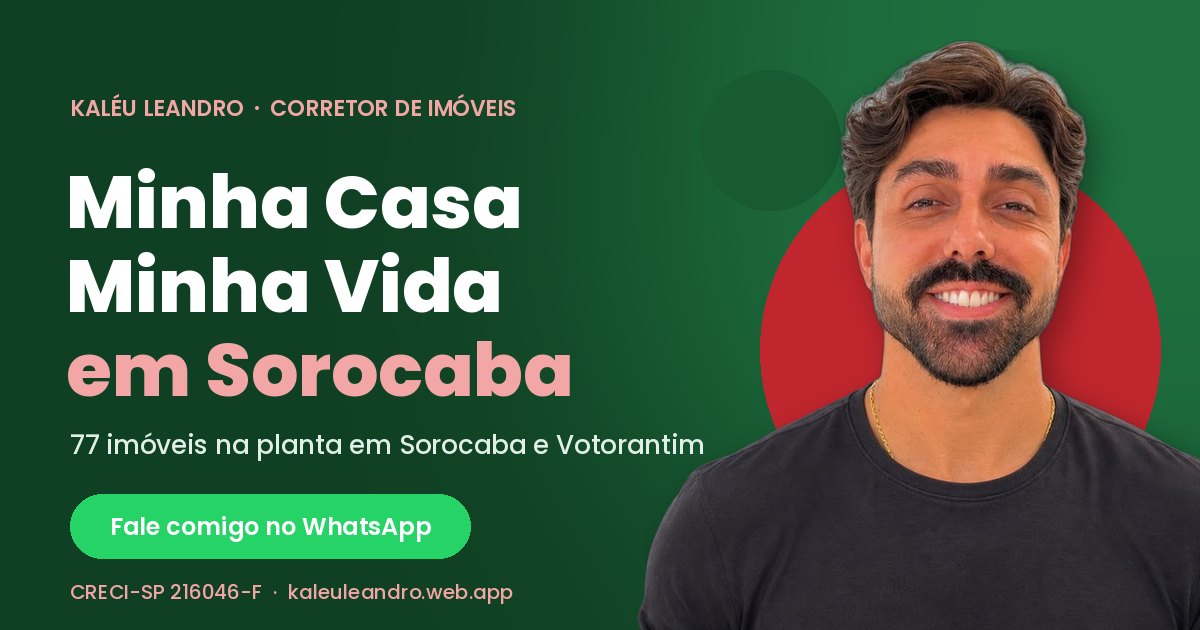 KALÉU LEANDRO · CORRETOR DE IMÓVEIS
Minha Casa
Minha Vida
em Sorocaba
77 imóveis na planta em Sorocaba e Votorantim
Fale comigo no WhatsApp
CRECI-SP 216046-F · kaleuleandro.web.app